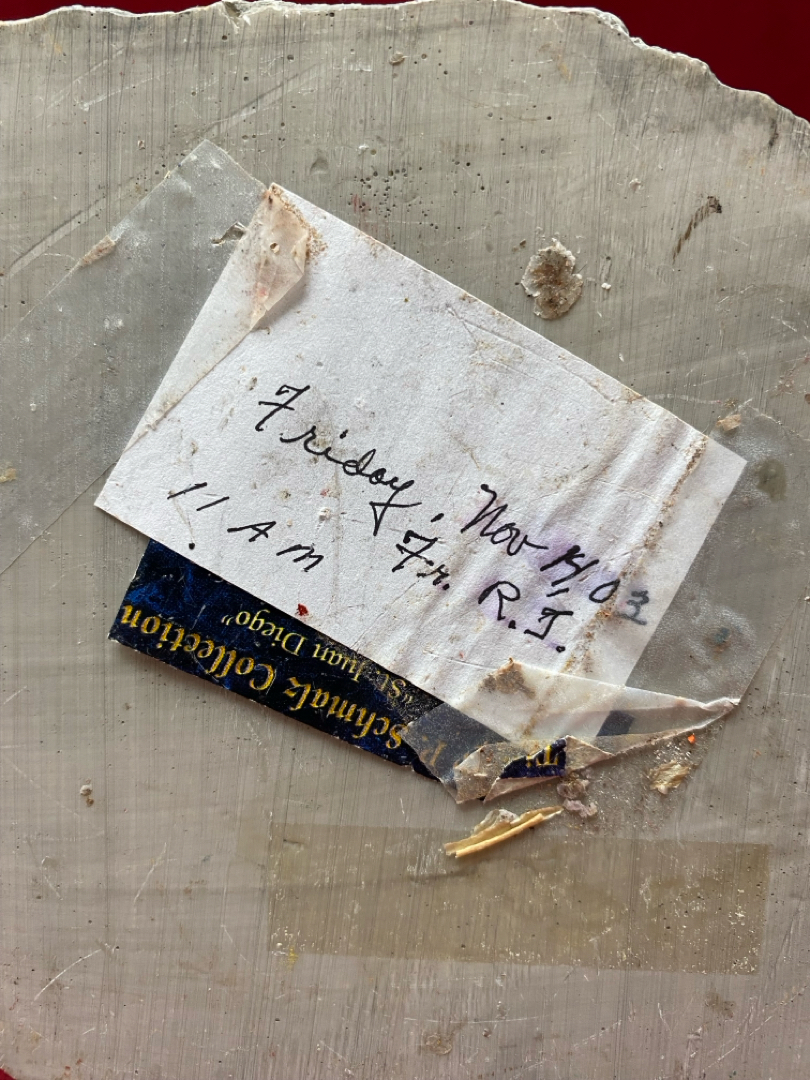 Friday, Nov 14/03
11 AM Fr. R.J.
Schmalz Collection
"St. Juan Diego"